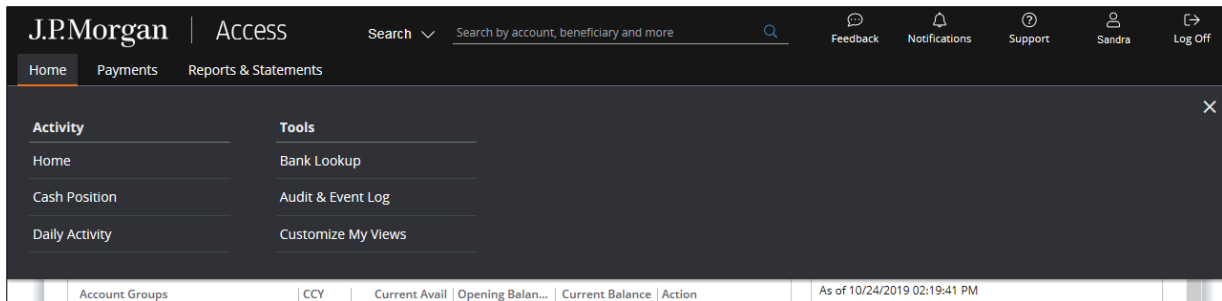 J.P.Morgan | Access Search Search by account, beneficiary and more Feedback Notifications Support Sandra Log Off
Home Payments Reports & Statements
Activity Tools
Home Bank Lookup
Cash Position Audit & Event Log
Daily Activity Customize My Views
Account Groups CCY Current Avail Opening Balan... Current Balance Action As of 10/24/2019 02:19:41 PM